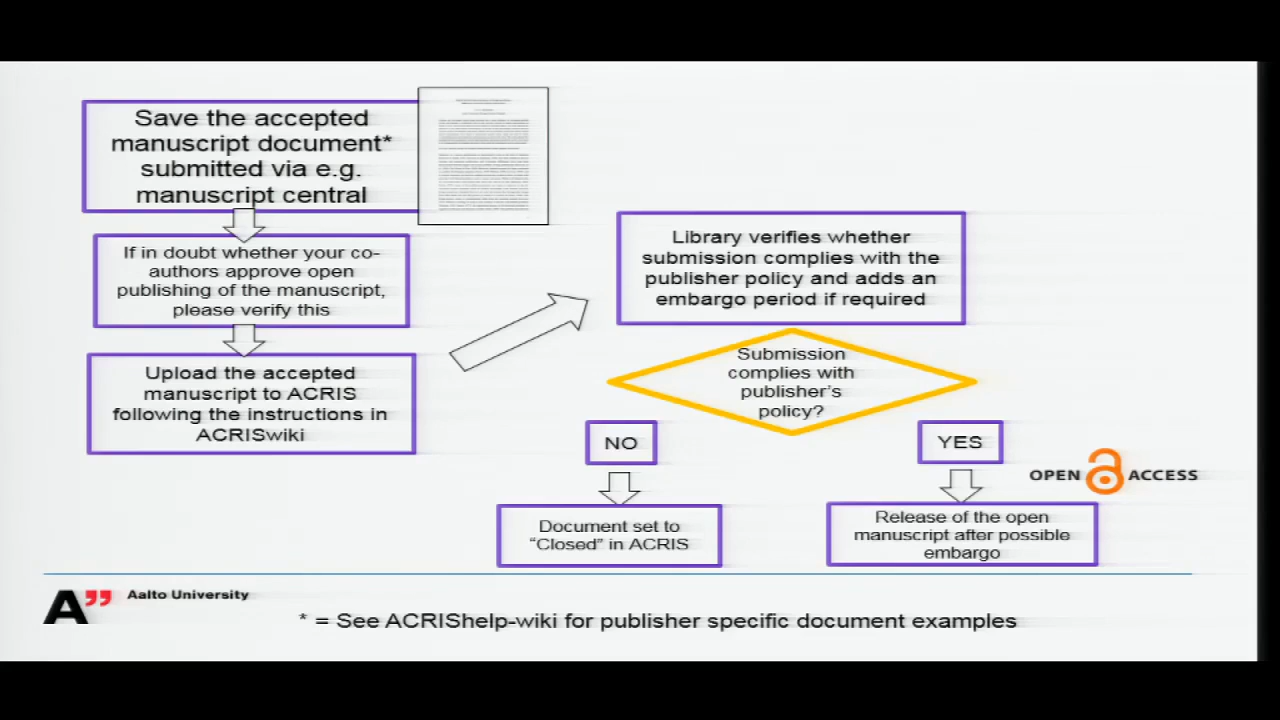 Save the accepted
manuscript document*
submitted via e.g.
manuscript central
If in doubt whether your co-
authors approve open
publishing of the manuscript,
please verify this
Upload the accepted
manuscript to ACRIS
following the instructions in
ACRISwiki
Library verifies whether
submission complies with the
publisher policy and adds an
embargo period if required
Submission
complies with
publisher's
policy?
NO
YES
OPEN ACCESS
Document set to
“Closed” in ACRIS
Release of the open
manuscript after possible
embargo
A”
Aalto University
* = See ACRIShelp-wiki for publisher specific document examples